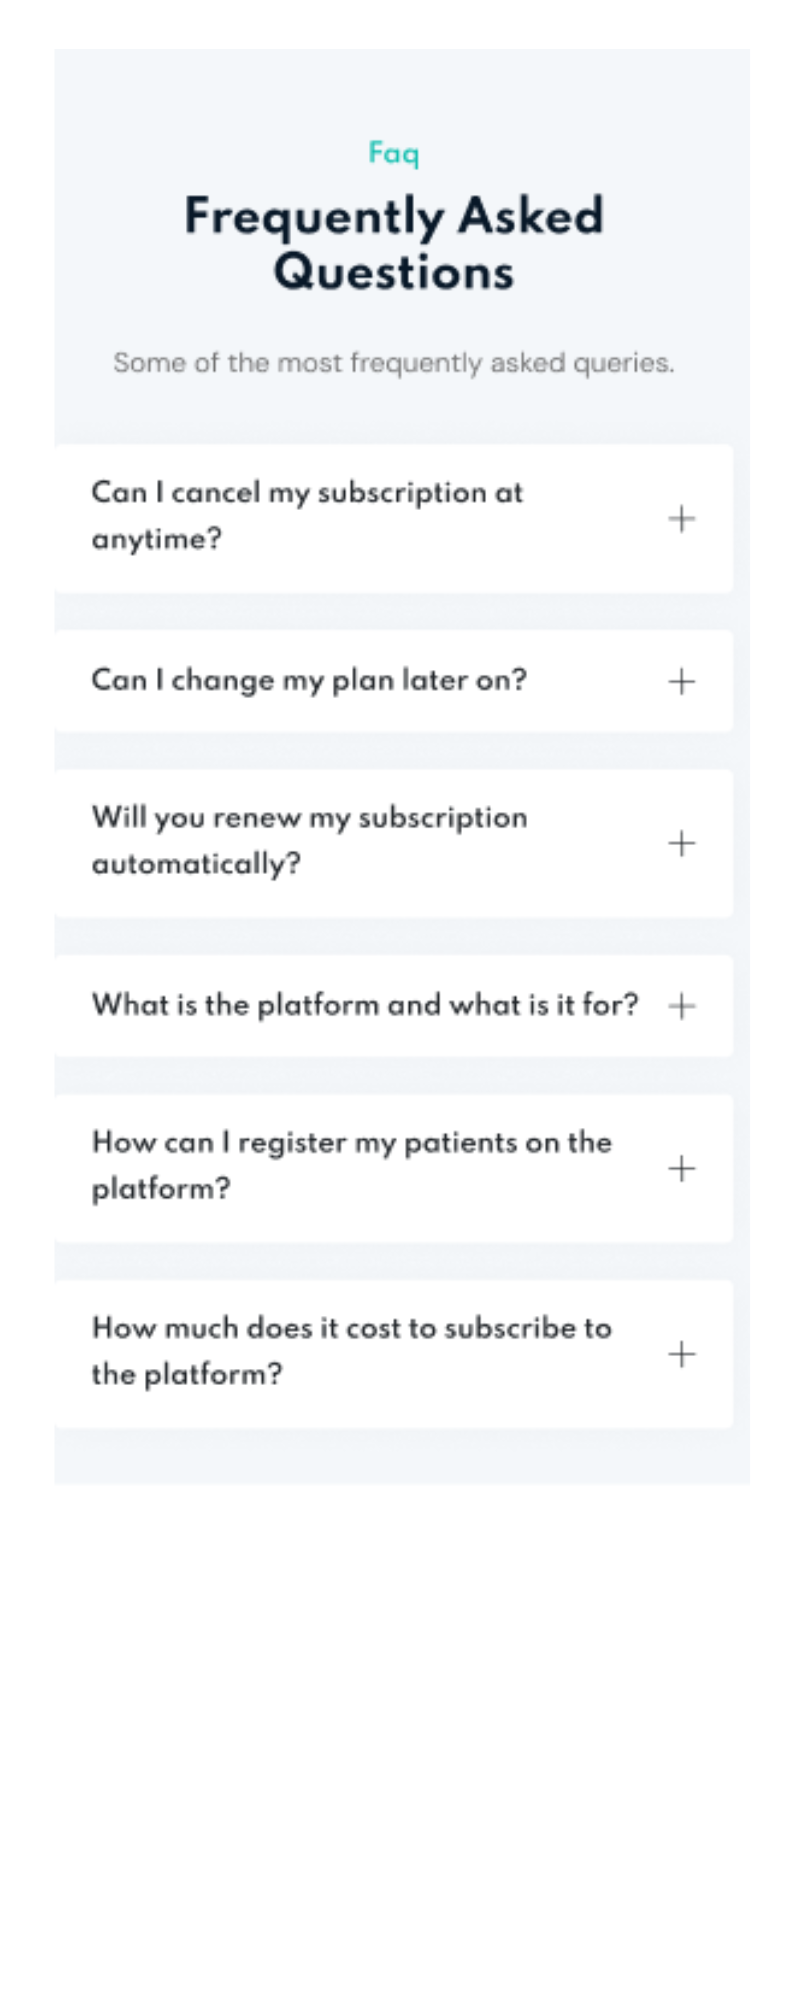 Faq
Frequently Asked
Questions
Some of the most frequently asked queries.
Can I cancel my subscription at
anytime?
Can I change my plan later on?
Will you renew my subscription
automatically?
What is the platform and what is it for?
How can I register my patients on the
platform?
How much does it cost to subscribe to
the platform?